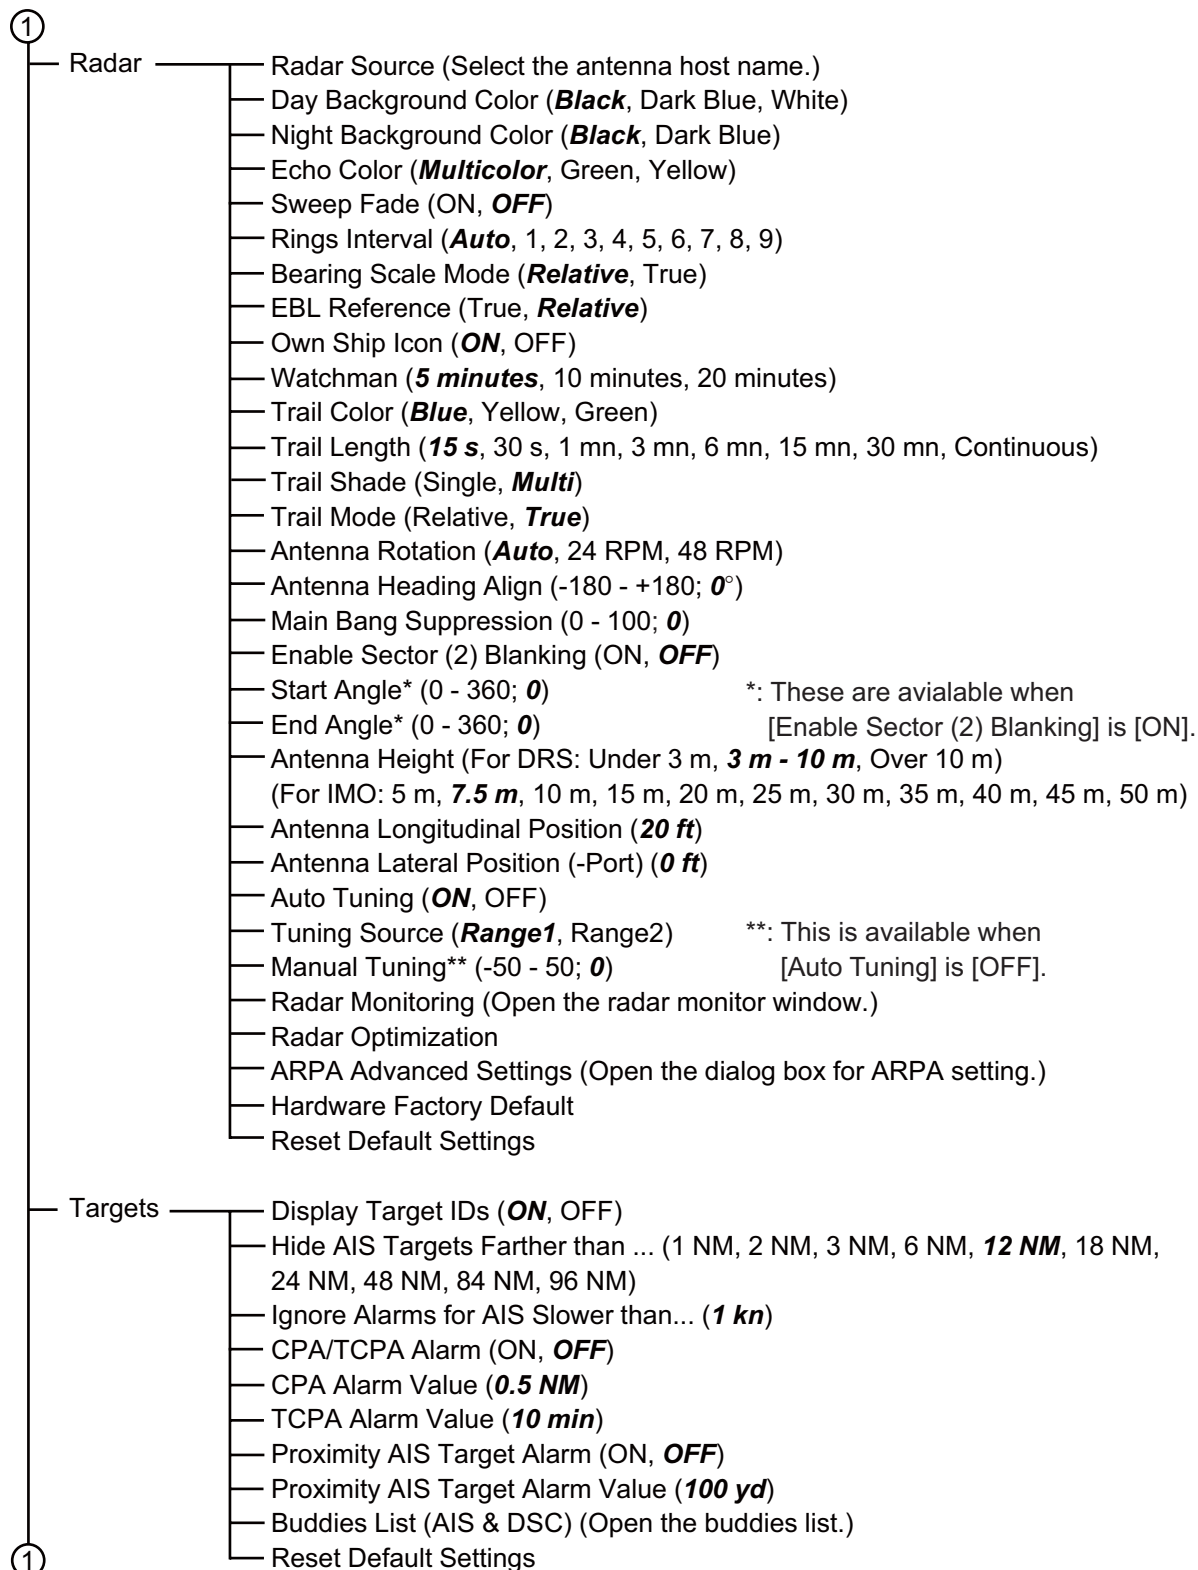 1
Radar
Radar Source (Select the antenna host name.)
Day Background Color (Black, Dark Blue, White)
Night Background Color (Black, Dark Blue)
Echo Color (Multicolor, Green, Yellow)
Sweep Fade (ON, OFF)
Rings Interval (Auto, 1, 2, 3, 4, 5, 6, 7, 8, 9)
Bearing Scale Mode (Relative, True)
EBL Reference (True, Relative)
Own Ship Icon (ON, OFF)
Watchman (5 minutes, 10 minutes, 20 minutes)
Trail Color (Blue, Yellow, Green)
Trail Length (15 s, 30 s, 1 mn, 3 mn, 6 mn, 15 mn, 30 mn, Continuous)
Trail Shade (Single, Multi)
Trail Mode (Relative, True)
Antenna Rotation (Auto, 24 RPM, 48 RPM)
Antenna Heading Align (-180 - +180; 0°)
Main Bang Suppression (0 - 100; 0)
Enable Sector (2) Blanking (ON, OFF)
Start Angle* (0 - 360; 0)
End Angle* (0 - 360; 0)
*: These are avialable when
[Enable Sector (2) Blanking] is [ON].
Antenna Height (For DRS: Under 3 m, 3 m - 10 m, Over 10 m)
(For IMO: 5 m, 7.5 m, 10 m, 15 m, 20 m, 25 m, 30 m, 35 m, 40 m, 45 m, 50 m)
Antenna Longitudinal Position (20 ft)
Antenna Lateral Position (-Port) (0 ft)
Auto Tuning (ON, OFF)
Tuning Source (Range1, Range2)
Manual Tuning** (-50 - 50; 0)
**: This is available when
[Auto Tuning] is [OFF].
Radar Monitoring (Open the radar monitor window.)
Radar Optimization
ARPA Advanced Settings (Open the dialog box for ARPA setting.)
Hardware Factory Default
Reset Default Settings
Targets
Display Target IDs (ON, OFF)
Hide AIS Targets Farther than ... (1 NM, 2 NM, 3 NM, 6 NM, 12 NM, 18 NM,
24 NM, 48 NM, 84 NM, 96 NM)
Ignore Alarms for AIS Slower than... (1 kn)
CPA/TCPA Alarm (ON, OFF)
CPA Alarm Value (0.5 NM)
TCPA Alarm Value (10 min)
Proximity AIS Target Alarm (ON, OFF)
Proximity AIS Target Alarm Value (100 yd)
Buddies List (AIS & DSC) (Open the buddies list.)
Reset Default Settings
1